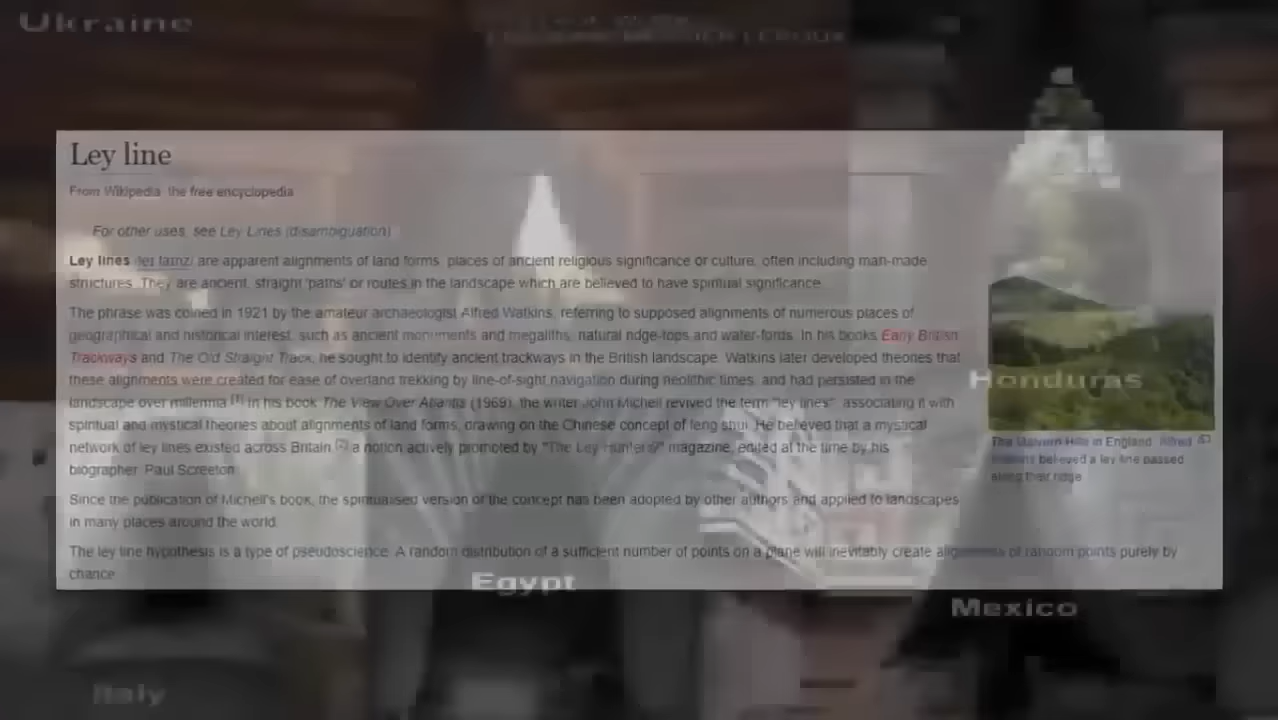 Ukraine
Ley line
From Wikipedia, the free encyclopedia
For other uses, see Ley Lines (disambiguation).
Ley lines /leɪ laɪnz/ are apparent alignments of land forms, places of ancient religious significance or culture, often including man-made
structures. They are ancient, straight 'paths' or routes in the landscape which are believed to have spiritual significance.
The phrase was coined in 1921 by the amateur archaeologist Alfred Watkins, referring to supposed alignments of numerous places of
geographical and historical interest, such as ancient monuments and megaliths, natural ridge-tops and water-fords. In his books Early British
Trackways and The Old Straight Track, he sought to identify ancient trackways in the British landscape. Watkins later developed theories that
these alignments were created for ease of overland trekking by line-of-sight navigation during neolithic times, and had persisted in the
landscape over millennia.[1] In his book The View Over Atlantis (1969), the writer John Michell revived the term "ley lines", associating it with
spiritual and mystical theories about alignments of land forms, drawing on the Chinese concept of feng shui. He believed that a mystical
network of ley lines existed across Britain,[2] a notion actively promoted by "The Ley Hunters" magazine, edited at the time by his
biographer, Paul Screeton.
Since the publication of Michell's book, the spiritualised version of the concept has been adopted by other authors and applied to landscapes
in many places around the world.
The ley line hypothesis is a type of pseudoscience. A random distribution of a sufficient number of points on a plane will inevitably create alignments of random points purely by
chance.
Honduras
The Malvern Hills in England. Alfred
Watkins believed a ley line passed
along their ridge
Egypt
Mexico
Italy